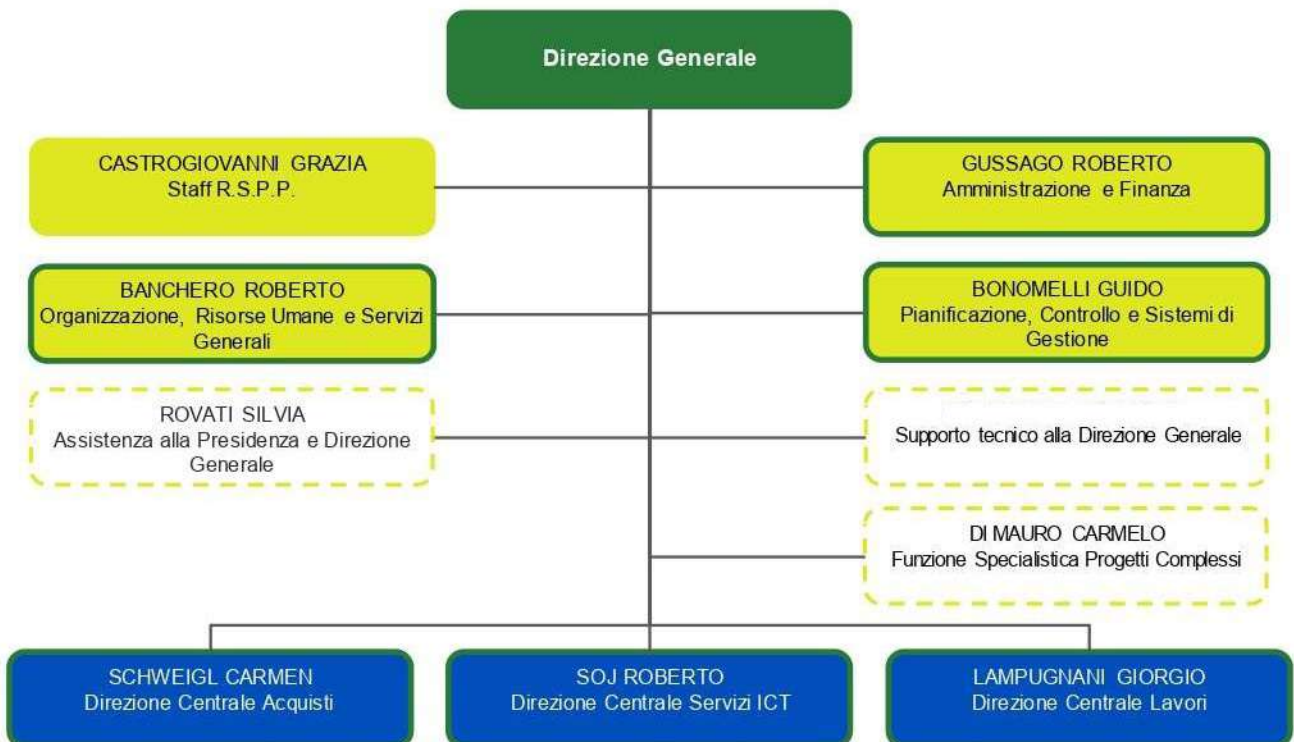 Direzione Generale
CASTROGIOVANNI GRAZIA
Staff R.S.P.P.
GUSSAGO ROBERTO
Amministrazione e Finanza
BANCHERO ROBERTO
Organizzazione, Risorse Umane e Servizi
Generali
BONOMELLI GUIDO
Pianificazione, Controllo e Sistemi di
Gestione
ROVATI SILVIA
Assistenza alla Presidenza e Direzione
Generale
Supporto tecnico alla Direzione Generale
DI MAURO CARMELO
Funzione Specialistica Progetti Complessi
SCHWEIGL CARMEN
Direzione Centrale Acquisti
SOJ ROBERTO
Direzione Centrale Servizi ICT
LAMPUGNANI GIORGIO
Direzione Centrale Lavori